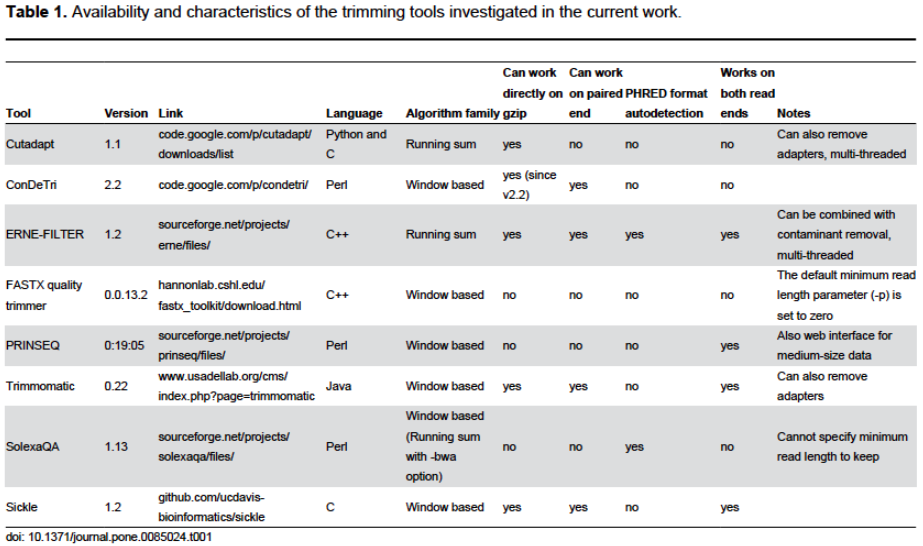 Table 1. Availability and characteristics of the trimming tools investigated in the current work.
Can work Can work Works on
directly on on paired PHRED format both read
Tool Version Link Language Algorithm family gzip end autodetection ends Notes
code.google.com/p/cutadapt/ Python and Can also remove
Cutadapt 1.1 Running sum yes no no no
downloads/list C adapters, multi-threaded
yes (since
ConDeTri 2.2 code.google.com/p/condetri/ Perl Window based yes no no
v2.2)
Can be combined with
sourceforge.net/projects/
ERNE-FILTER 1.2 C++ Running sum yes yes yes yes contaminant removal,
erne/files/
multi-threaded
FASTX quality hannonlab.cshl.edu/ The default minimum read
0.0.13.2 C++ Window based no no no no length parameter (-p) is
trimmer fastx_toolkit/download.html
set to zero
sourceforge.net/projects/ Also web interface for
PRINSEQ 0:19:05 Perl Window based no no no yes
prinseq/files/ medium-size data
www.usadellab.org/cms/ Can also remove
Trimmomatic 0.22 Java Window based yes yes no yes
index.php?page=trimmomatic adapters
Window based
sourceforge.net/projects/ (Running sum Cannot specify minimum
SolexaQA 1.13 Perl no no yes no
solexaqa/files/ with -bwa read length to keep
option)
github.com/ucdavis-
Sickle 1.2 C Window based yes yes no yes
bioinformatics/sickle
doi: 10.1371/journal.pone.0085024.t001